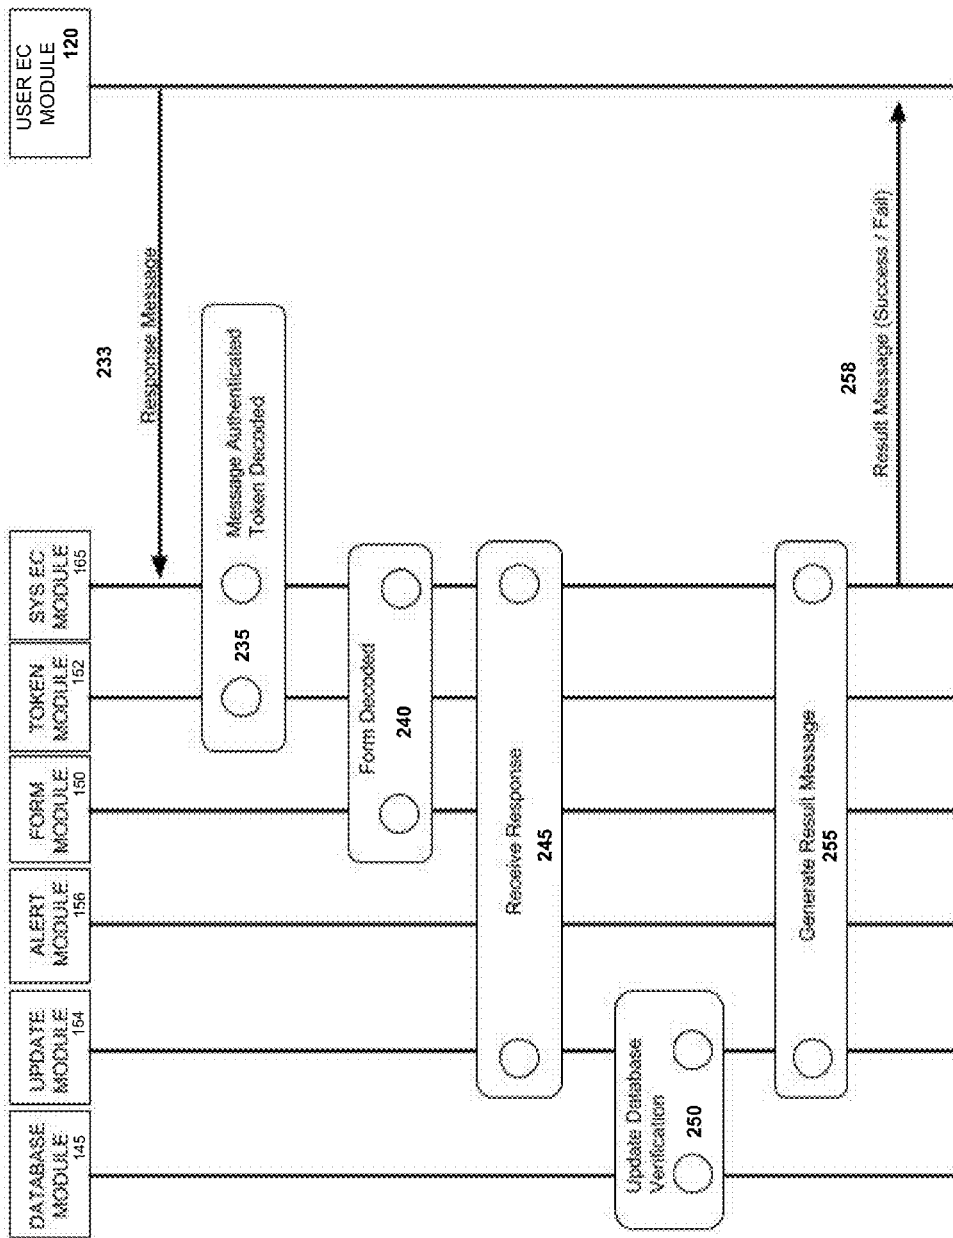 DATABASE
MODULE
145
UPDATE
MODULE
154
ALERT
MODULE
156
FORM
MODULE
150
TOKEN
MODULE
152
SYS EC
MODULE
165
USER EC
MODULE
120
233
Response Message
235
Message Authenticated
Token Decoded
Form Decoded
240
Receive Response
245
Update Database
Verification
250
Generate Result Message
255
258
Result Message (Success / Fail)